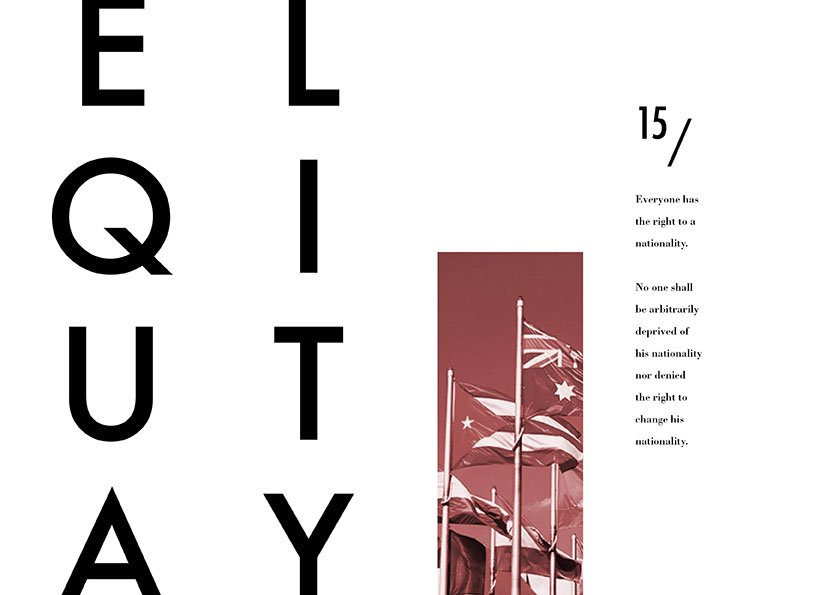 E
Q
U
A
L
I
T
Y
15/
Everyone has
the right to a
nationality.
No one shall
be arbitrarily
deprived of
his nationality
nor denied
the right to
change his
nationality.